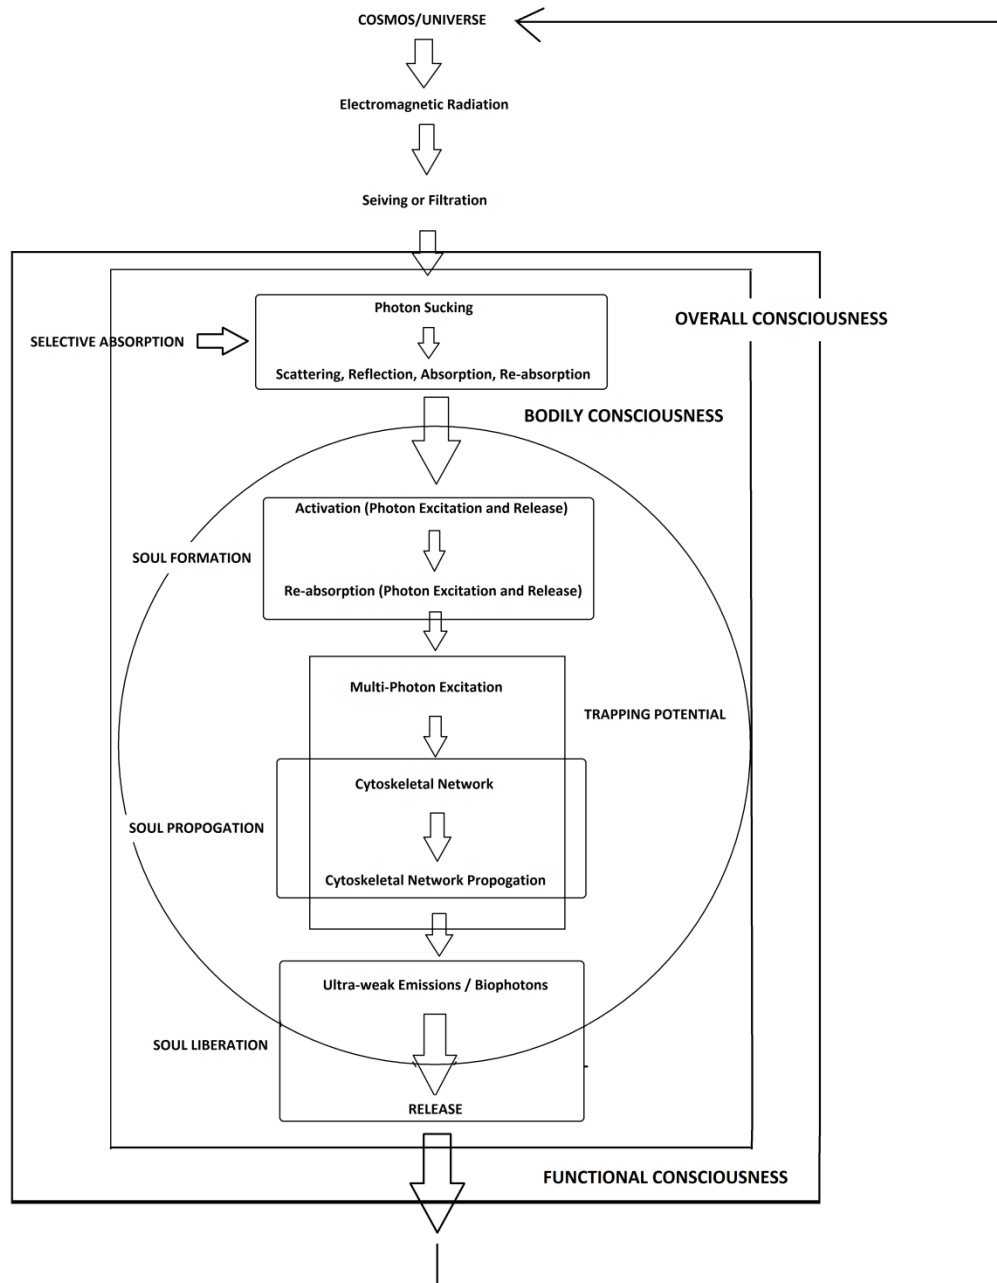 COSMOS/UNIVERSE
Electromagnetic Radiation
Seiving or Filtration
Photon Sucking
OVERALL CONSCIOUSNESS
SELECTIVE ABSORPTION
Scattering, Reflection, Absorption, Re-absorption
BODILY CONSCIOUSNESS
Activation (Photon Excitation and Release)
SOUL FORMATION
Re-absorption (Photon Excitation and Release)
Multi-Photon Excitation
TRAPPING POTENTIAL
Cytoskeletal Network
SOUL PROPOGATION
Cytoskeletal Network Propogation
Ultra-weak Emissions / Biophotons
SOUL LIBERATION
RELEASE
FUNCTIONAL CONSCIOUSNESS